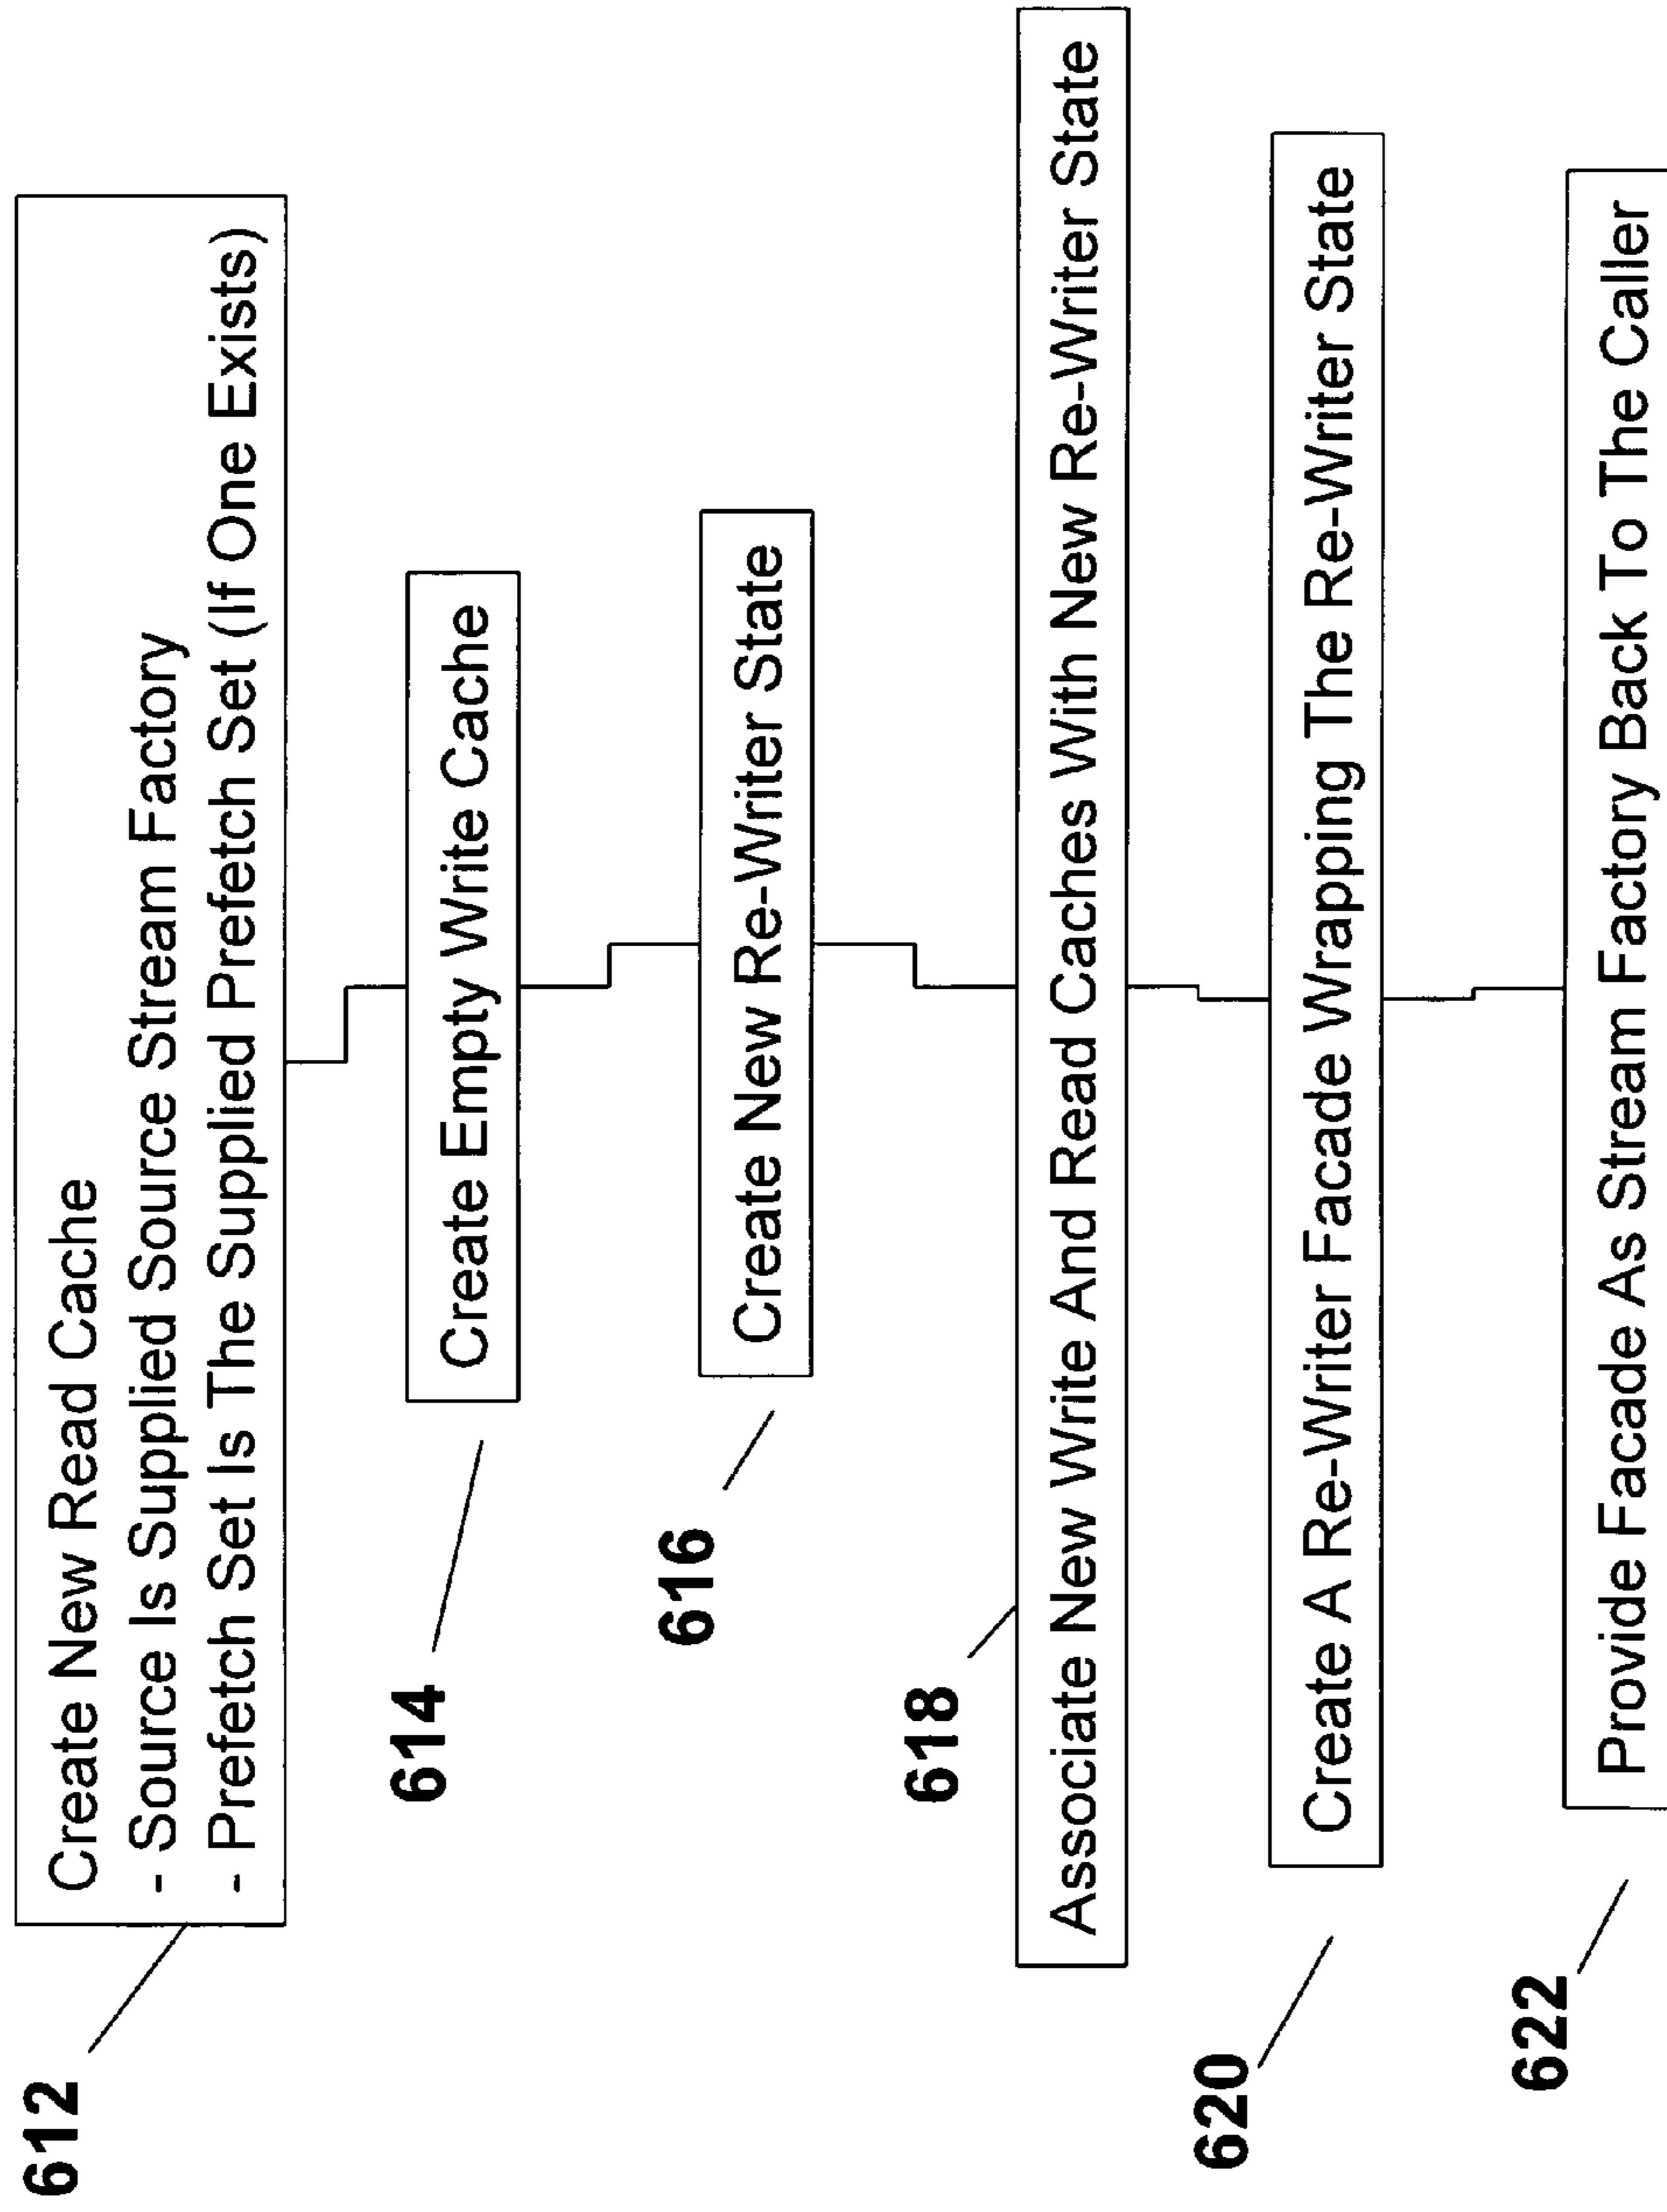 612
Create New Read Cache
- Source Is Supplied Source Stream Factory
- Prefetch Set Is The Supplied Prefetch Set (If One Exists)
614
Create Empty Write Cache
616
Create New Re-Writer State
618
Associate New Write And Read Caches With New Re-Writer State
620
Create A Re-Writer Facade Wrapping The Re-Writer State
622
Provide Facade As Stream Factory Back To The Caller